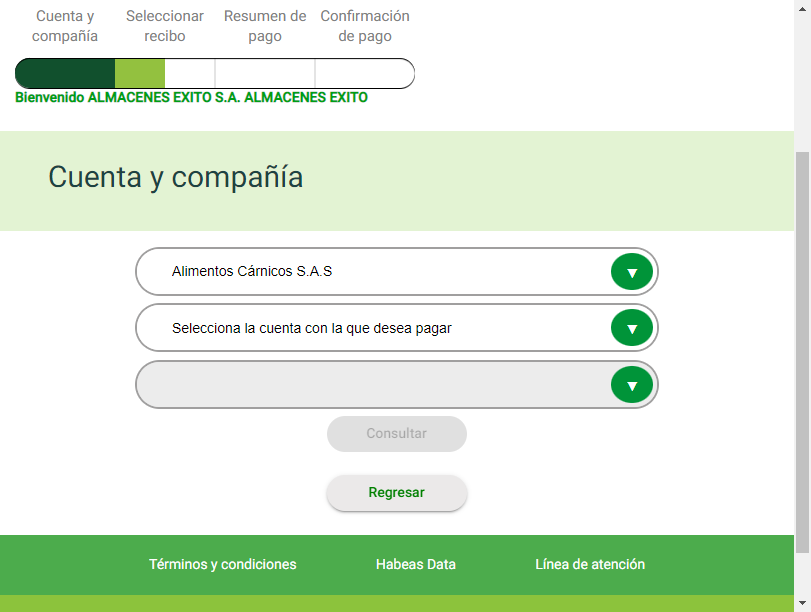 Cuenta y compañía
Seleccionar recibo
Resumen de pago
Confirmación de pago
Bienvenido ALMACENES EXITO S.A. ALMACENES EXITO
Cuenta y compañía
Alimentos Cárnicos S.A.S
Selecciona la cuenta con la que desea pagar
Consultar
Regresar
Términos y condiciones
Habeas Data
Línea de atención